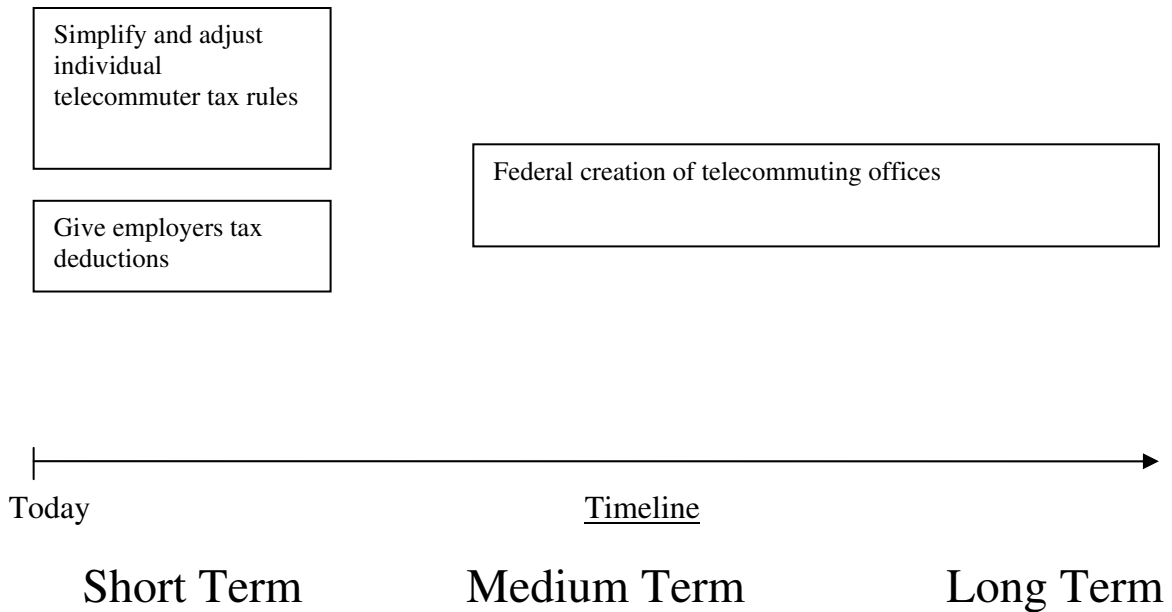 Simplify and adjust
individual
telecommuter tax rules
Federal creation of telecommuting offices
Give employers tax
deductions
Today
Timeline
Short Term
Medium Term
Long Term